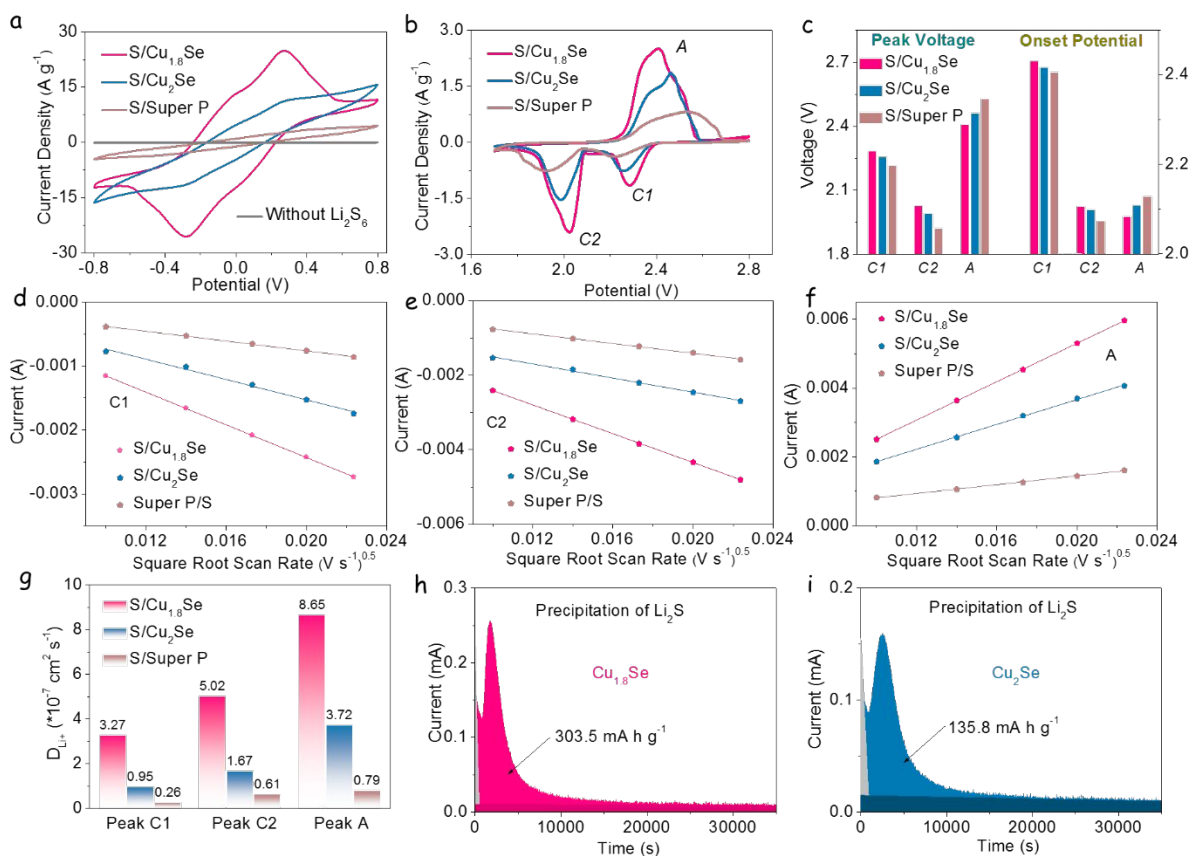 a
30
15
0
-15
-30
Current Density (A g⁻¹)
S/Cu₁.₈Se
S/Cu₂Se
S/Super P
Without Li₂S₆
-0.8
-0.4
0.0
0.4
0.8
Potential (V)
b
3.0
1.5
0.0
-1.5
-3.0
Current Density (A g⁻¹)
S/Cu₁.₈Se
S/Cu₂Se
S/Super P
A
C1
C2
2.0
2.4
2.8
Potential (V)
c
2.7
2.4
2.1
1.8
Voltage (V)
Peak Voltage
Onset Potential
S/Cu₁.₈Se
S/Cu₂Se
S/Super P
2.4
2.2
2.0
C1 C2 A C1 C2 A
d
0.000
-0.001
-0.002
-0.003
Current (A)
C1
S/Cu₁.₈Se
S/Cu₂Se
Super P/S
0.012
0.016
0.020
0.024
Square Root Scan Rate (V s⁻¹)⁰·⁵
e
0.000
-0.002
-0.004
-0.006
Current (A)
C2
S/Cu₁.₈Se
S/Cu₂Se
Super P/S
0.012
0.016
0.020
0.024
Square Root Scan Rate (V s⁻¹)⁰·⁵
f
0.006
0.004
0.002
0.000
Current (A)
S/Cu₁.₈Se
S/Cu₂Se
Super P/S
A
0.012
0.016
0.020
0.024
Square Root Scan Rate (V s⁻¹)⁰·⁵
g
10
8
6
4
2
0
D_Li+ (*10⁻⁷ cm² s⁻¹)
S/Cu₁.₈Se
S/Cu₂Se
S/Super P
3.27
0.95
0.26
5.02
1.67
0.61
8.65
3.72
0.79
Peak C1
Peak C2
Peak A
h
0.3
0.2
0.1
0.0
Current (mA)
Precipitation of Li₂S
Cu₁.₈Se
303.5 mA h g⁻¹
0
10000
20000
30000
Time (s)
i
0.2
0.1
0.0
Current (mA)
Precipitation of Li₂S
Cu₂Se
135.8 mA h g⁻¹
0
10000
20000
30000
Time (s)